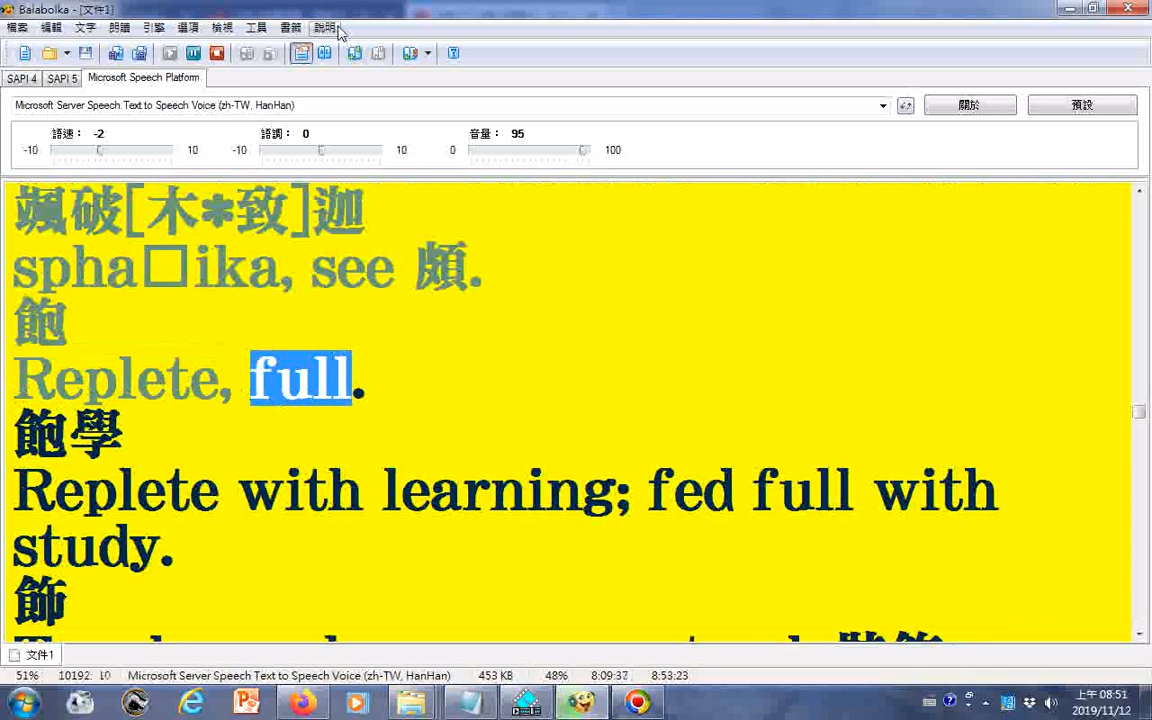 Balabolka - [文件1]
檔案 編輯 文字 朗讀 引擎 選項 檢視 工具 書籤 說明
SAPI 4 SAPI 5 Microsoft Speech Platform
Microsoft Server Speech Text to Speech Voice (zh-TW, HanHan) 關於 預設
語速： -2 語調： 0 音量： 95
-10 10 -10 10 0 100
颯破[木*致]迦
spha□ika, see 頗.
飽
Replete, full.
飽學
Replete with learning; fed full with
study.
飾
文件1
51% 10192: 10 Microsoft Server Speech Text to Speech Voice (zh-TW, HanHan) 453 KB 48% 8:09:37 8:53:23
上午 08:51
2019/11/12